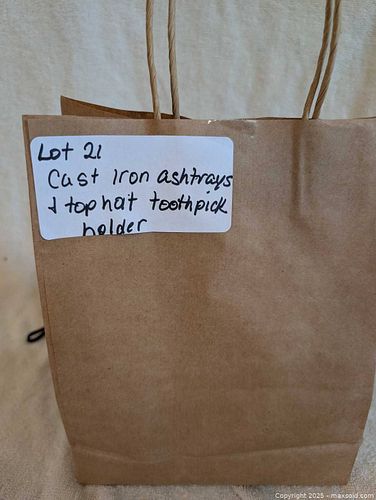 Lot 21
Cast Iron ashtrays
& top hat toothpick
holder
Copyright 2025 - maxsold.com